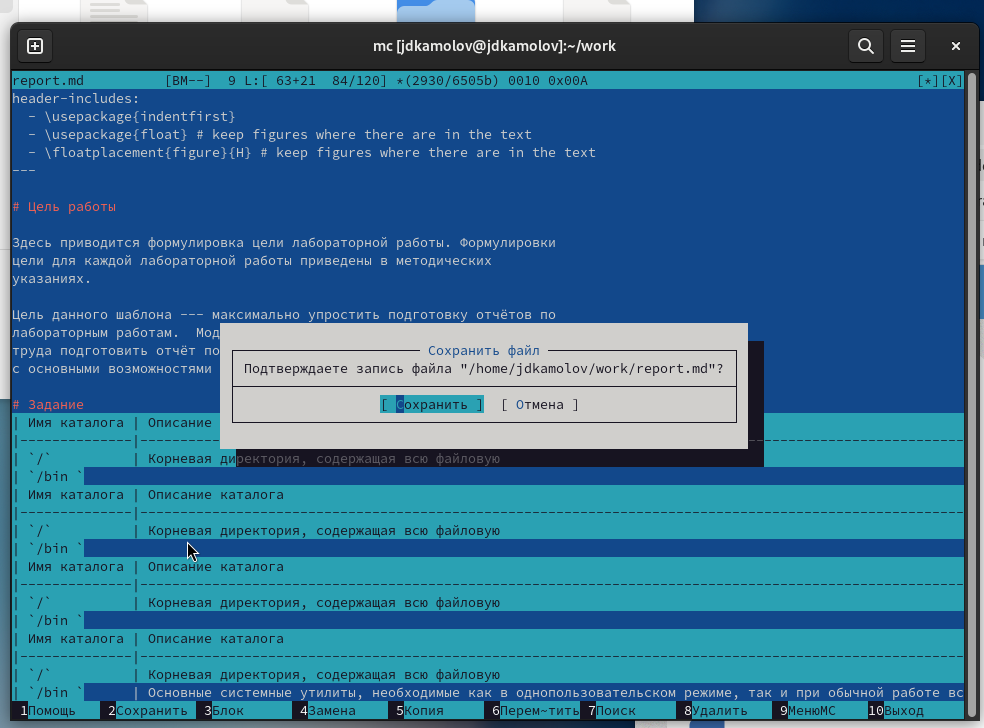 mc [jdkamolov@jdkamolov]:~/work
report.md [BM--] 9 L:[ 63+21 84/120] *(2930/6505b) 0010 0x00A [*][X]
header-includes:
- \usepackage{indentfirst}
- \usepackage{float} # keep figures where there are in the text
- \floatplacement{figure}{H} # keep figures where there are in the text
---
# Цель работы
Здесь приводится формулировка цели лабораторной работы. Формулировки
цели для каждой лабораторной работы приведены в методических
указаниях.
Цель данного шаблона --- максимально упростить подготовку отчётов по
лабораторным работам. Мод
труда подготовить отчёт по
с основными возможностями
Сохранить файл
Подтверждаете запись файла "/home/jdkamolov/work/report.md"?
[ Сохранить ] [ Отмена ]
# Задание
| Имя каталога | Описание
|--------------|
| `/` | Корневая директория, содержащая всю файловую
| `/bin `
| Имя каталога | Описание каталога
|--------------|
| `/` | Корневая директория, содержащая всю файловую
| `/bin `
| Имя каталога | Описание каталога
|--------------|
| `/` | Корневая директория, содержащая всю файловую
| `/bin `
| Имя каталога | Описание каталога
|--------------|
| `/` | Корневая директория, содержащая всю файловую
| `/bin ` | Основные системные утилиты, необходимые как в однопользовательском режиме, так и при обычной работе вс
1Помощь 2Сохранить 3Блок 4Замена 5Копия 6Перем~тить 7Поиск 8Удалить 9МенюМС 10Выход